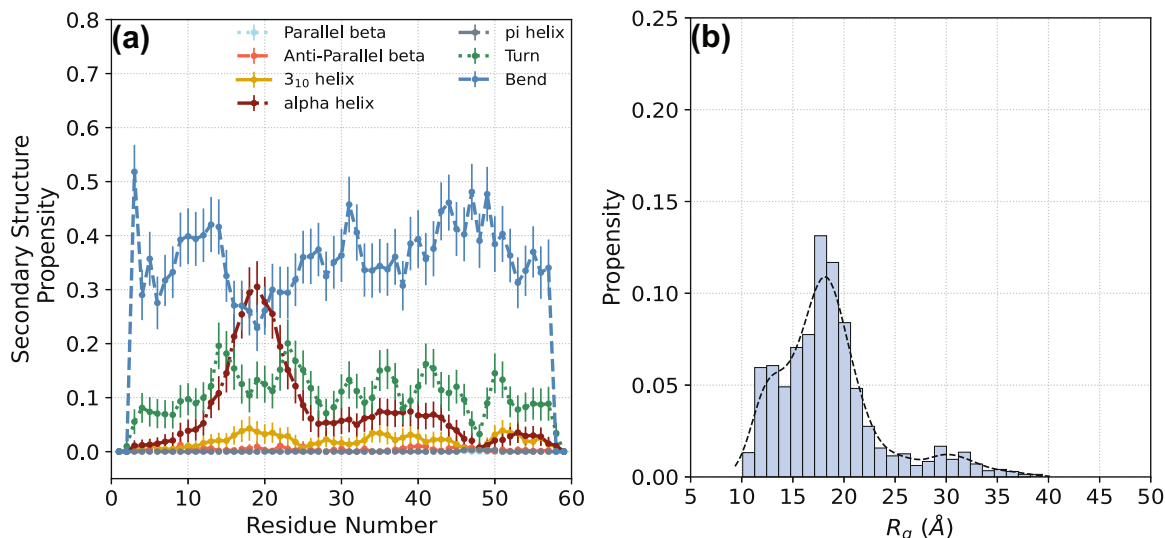 (a)
Parallel beta
Anti-Parallel beta
3₁₀ helix
alpha helix
pi helix
Turn
Bend
Secondary Structure
Propensity
0.8
0.7
0.6
0.5
0.4
0.3
0.2
0.1
0.0
0 10 20 30 40 50 60
Residue Number
(b)
Propensity
0.25
0.20
0.15
0.10
0.05
0.00
5 10 15 20 25 30 35 40 45 50
R_g (Å)